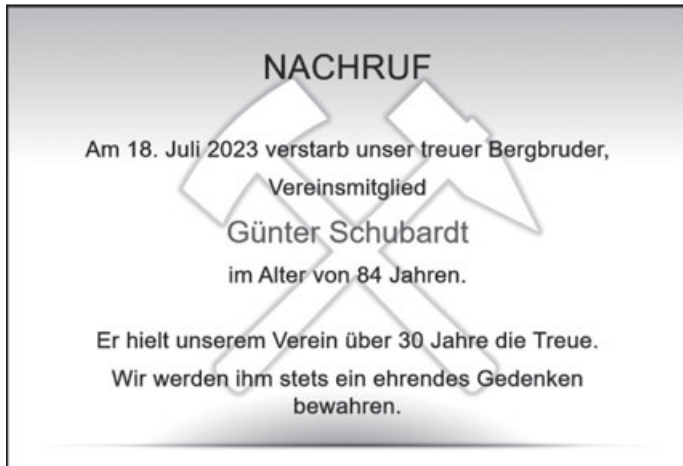 NACHRUF
Am 18. Juli 2023 verstarb unser treuer Bergbruder,
Vereinsmitglied
Günter Schubardt
im Alter von 84 Jahren.
Er hielt unserem Verein über 30 Jahre die Treue.
Wir werden ihm stets ein ehrendes Gedenken
bewahren.